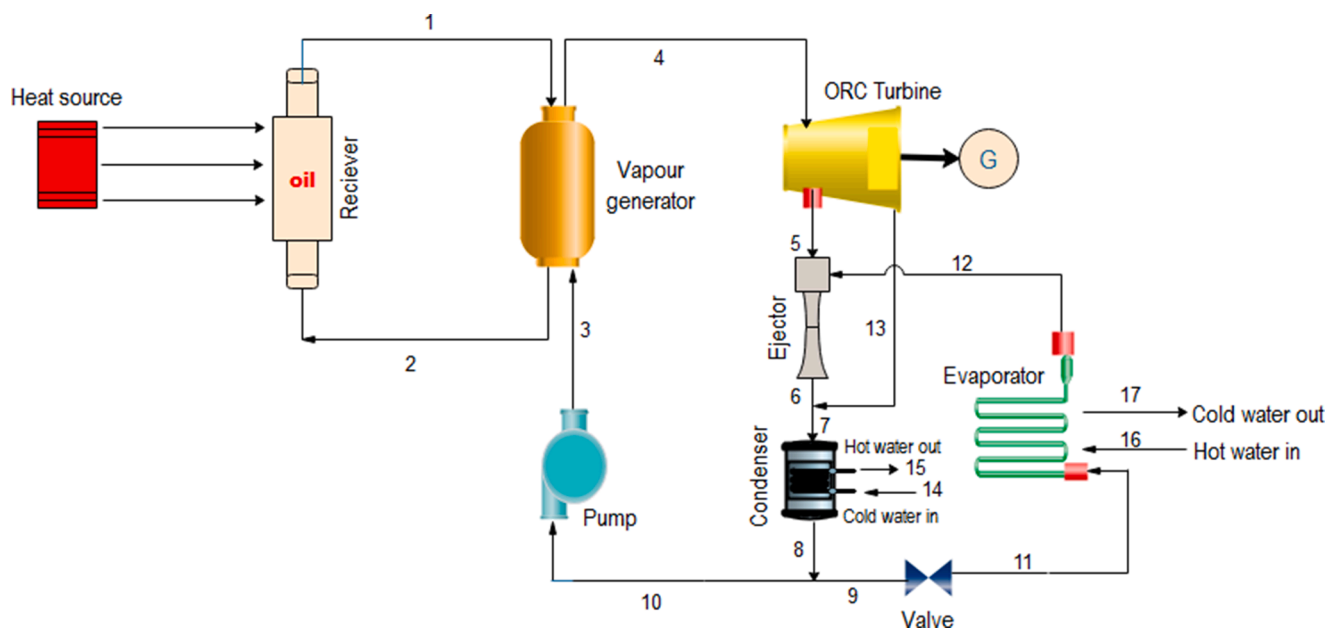 1
4
Heat source
ORC Turbine
oil
Reciever
Vapour
generator
G
5
12
Ejector
13
3
2
Evaporator
6
17
Cold water out
7
Condenser
Hot water out
15
16
Hot water in
14
Cold water in
Pump
8
11
10
9
Valve